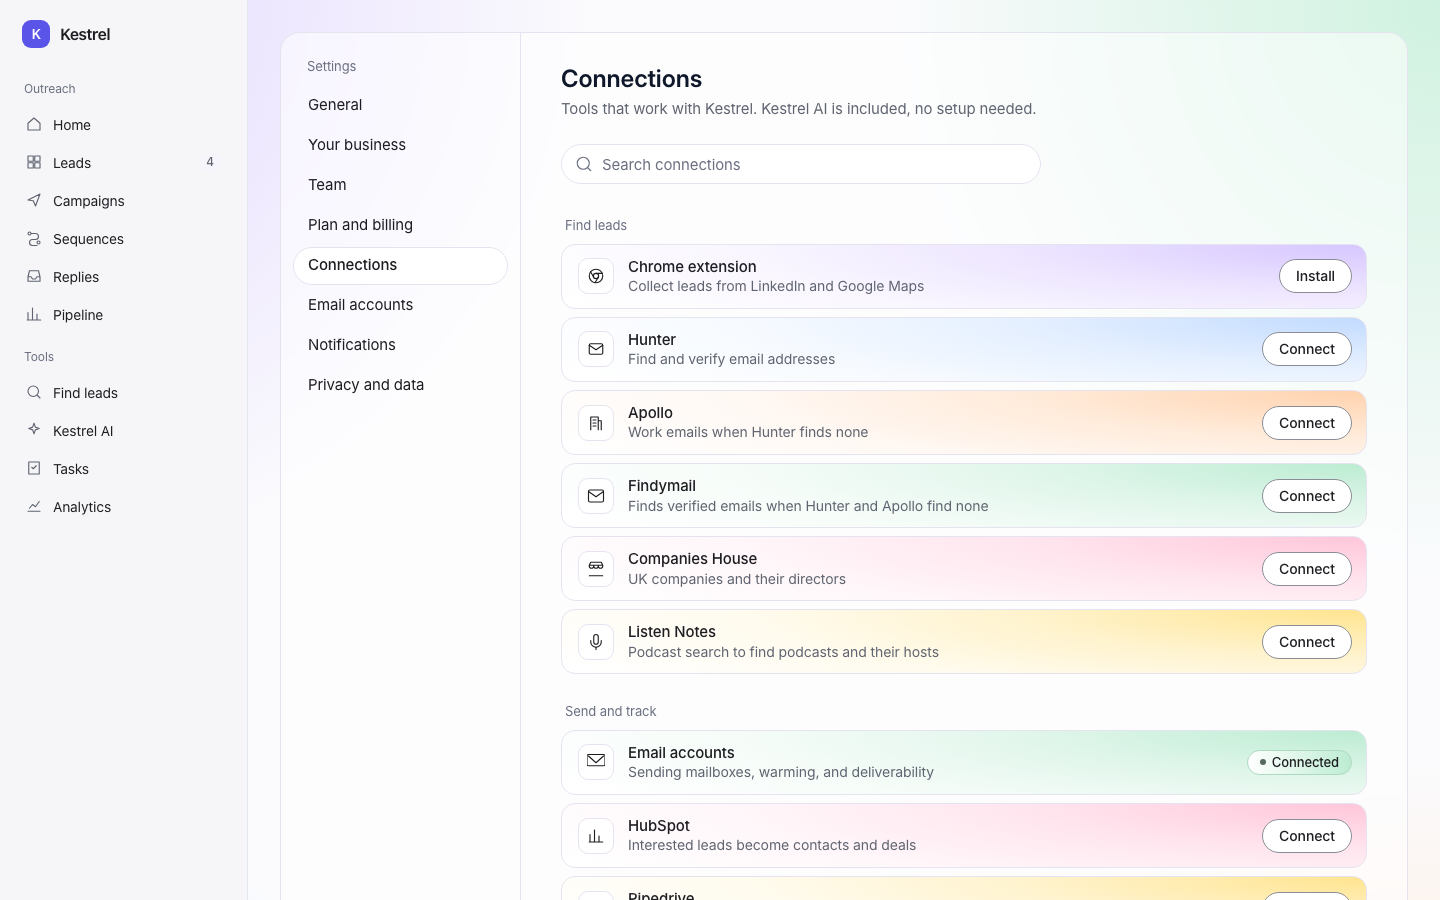 K Kestrel
Outreach
Home
Leads 4
Campaigns
Sequences
Replies
Pipeline
Tools
Find leads
Kestrel AI
Tasks
Analytics
Settings
General
Your business
Team
Plan and billing
Connections
Email accounts
Notifications
Privacy and data
Connections
Tools that work with Kestrel. Kestrel AI is included, no setup needed.
Search connections
Find leads
Chrome extension
Collect leads from LinkedIn and Google Maps
Install
Hunter
Find and verify email addresses
Connect
Apollo
Work emails when Hunter finds none
Connect
Findymail
Finds verified emails when Hunter and Apollo find none
Connect
Companies House
UK companies and their directors
Connect
Listen Notes
Podcast search to find podcasts and their hosts
Connect
Send and track
Email accounts
Sending mailboxes, warming, and deliverability
Connected
HubSpot
Interested leads become contacts and deals
Connect
Pipedrive